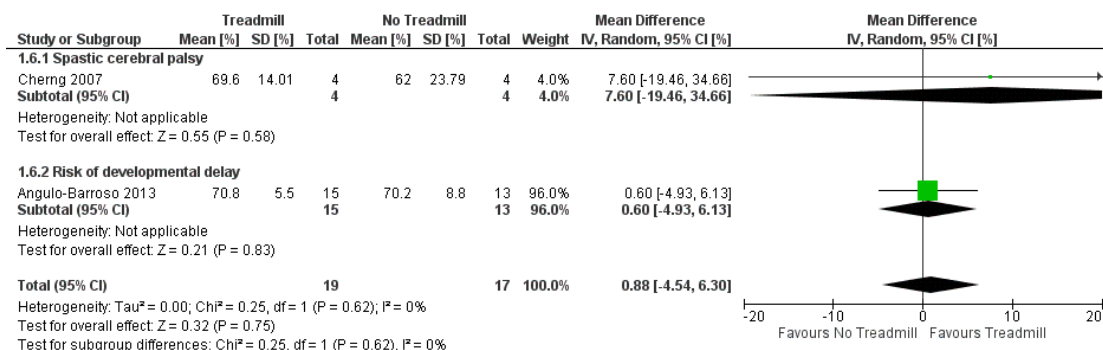 Treadmill No Treadmill Mean Difference Mean Difference
Study or Subgroup Mean [%] SD [%] Total Mean [%] SD [%] Total Weight IV, Random, 95% CI [%] IV, Random, 95% CI [%]
1.6.1 Spastic cerebral palsy
Cherng 2007 69.6 14.01 4 62 23.79 4 4.0% 7.60 [-19.46, 34.66]
Subtotal (95% CI) 4 4 4.0% 7.60 [-19.46, 34.66]
Heterogeneity: Not applicable
Test for overall effect: Z = 0.55 (P = 0.58)
1.6.2 Risk of developmental delay
Angulo-Barroso 2013 70.8 5.5 15 70.2 8.8 13 96.0% 0.60 [-4.93, 6.13]
Subtotal (95% CI) 15 13 96.0% 0.60 [-4.93, 6.13]
Heterogeneity: Not applicable
Test for overall effect: Z = 0.21 (P = 0.83)
Total (95% CI) 19 17 100.0% 0.88 [-4.54, 6.30]
Heterogeneity: Tau² = 0.00; Chi² = 0.25, df = 1 (P = 0.62); I² = 0%
Test for overall effect: Z = 0.32 (P = 0.75)
Test for subgroup differences: Chi² = 0.25, df = 1 (P = 0.62), I² = 0%
-20 -10 0 10 20
Favours No Treadmill Favours Treadmill